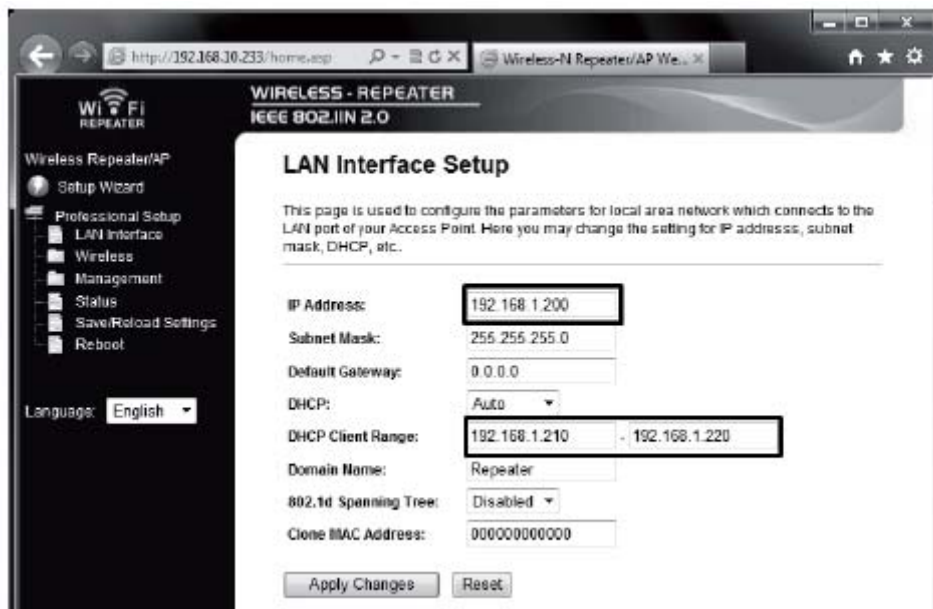 http://192.168.10.233/home.asp
Wireless-N Repeater/AP We...
Wi Fi
REPEATER
WIRELESS - REPEATER
IEEE 802.11N 2.0
Wireless Repeater/AP
Setup Wizard
Professional Setup
LAN Interface
Wireless
Management
Status
Save/Reload Settings
Reboot
Language: English
LAN Interface Setup
This page is used to configure the parameters for local area network which connects to the
LAN port of your Access Point. Here you may change the setting for IP addresss, subnet
mask, DHCP, etc..
IP Address: 192.168.1.200
Subnet Mask: 255.255.255.0
Default Gateway: 0.0.0.0
DHCP: Auto
DHCP Client Range: 192.168.1.210 - 192.168.1.220
Domain Name: Repeater
802.1d Spanning Tree: Disabled
Clone MAC Address: 000000000000
Apply Changes Reset